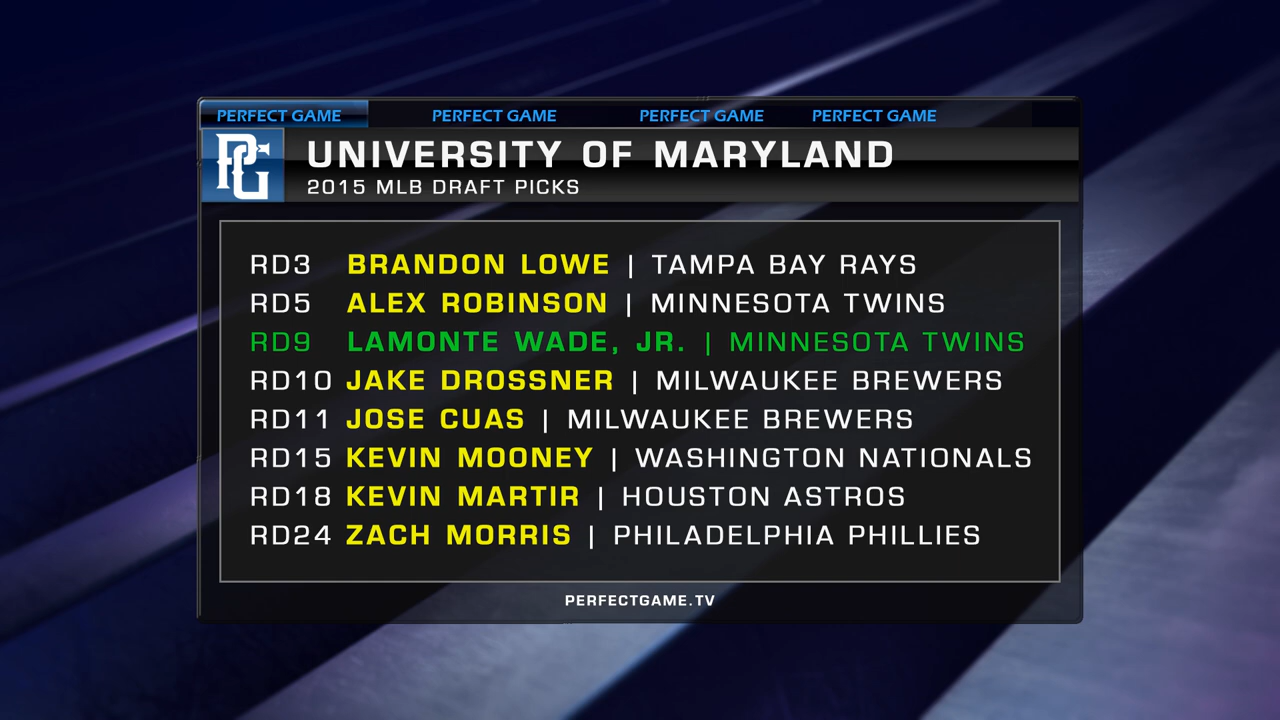 PERFECT GAME PERFECT GAME PERFECT GAME PERFECT GAME
PG
UNIVERSITY OF MARYLAND
2015 MLB DRAFT PICKS
RD3 BRANDON LOWE | TAMPA BAY RAYS
RD5 ALEX ROBINSON | MINNESOTA TWINS
RD9 LAMONTE WADE, JR. | MINNESOTA TWINS
RD10 JAKE DROSSNER | MILWAUKEE BREWERS
RD11 JOSE CUAS | MILWAUKEE BREWERS
RD15 KEVIN MOONEY | WASHINGTON NATIONALS
RD18 KEVIN MARTIR | HOUSTON ASTROS
RD24 ZACH MORRIS | PHILADELPHIA PHILLIES
PERFECTGAME.TV